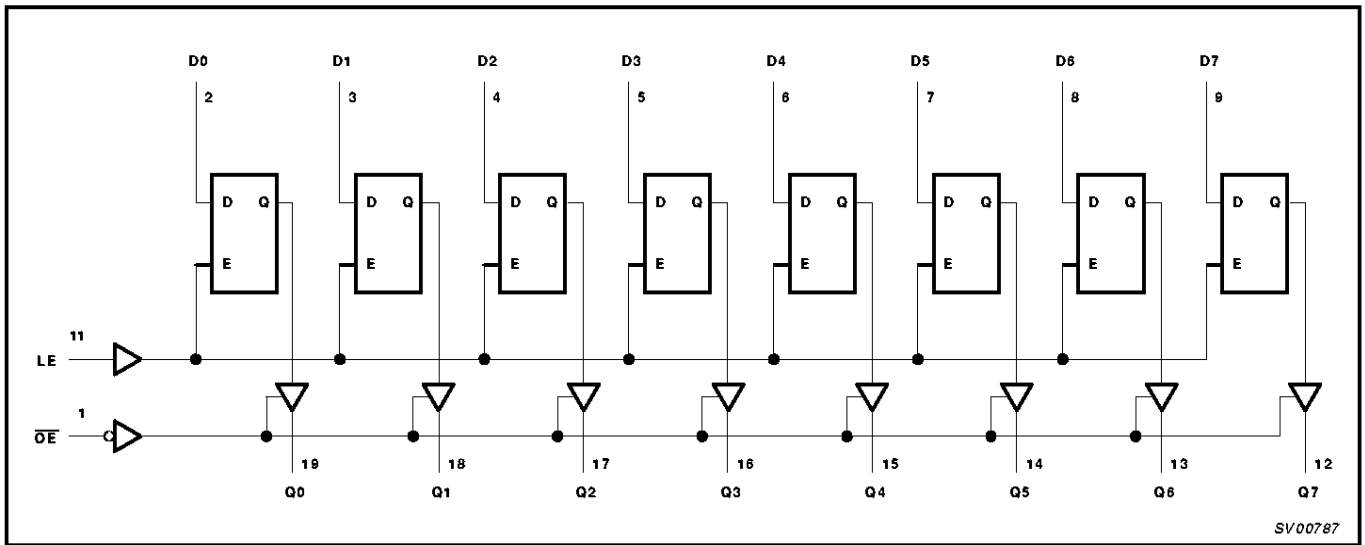 D0 D1 D2 D3 D4 D5 D6 D7
2 3 4 5 6 7 8 9
D Q D Q D Q D Q D Q D Q D Q D Q
E E E E E E E E
11
LE
1
OE
19 18 17 16 15 14 13 12
Q0 Q1 Q2 Q3 Q4 Q5 Q6 Q7
SV00787